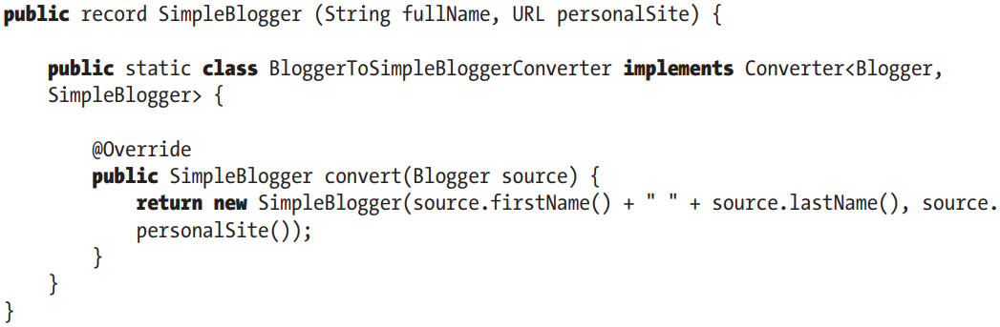 public record SimpleBlogger (String fullName, URL personalSite) {
public static class BloggerToSimpleBloggerConverter implements Converter<Blogger,
SimpleBlogger> {
@Override
public SimpleBlogger convert(Blogger source) {
return new SimpleBlogger(source.firstName() + " " + source.lastName(), source.
personalSite());
}
}
}